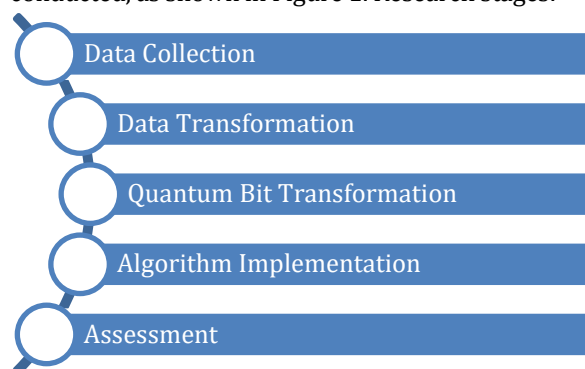 conducted, as shown in Figure 1. Research stages.
Data Collection
Data Transformation
Quantum Bit Transformation
Algorithm Implementation
Assessment